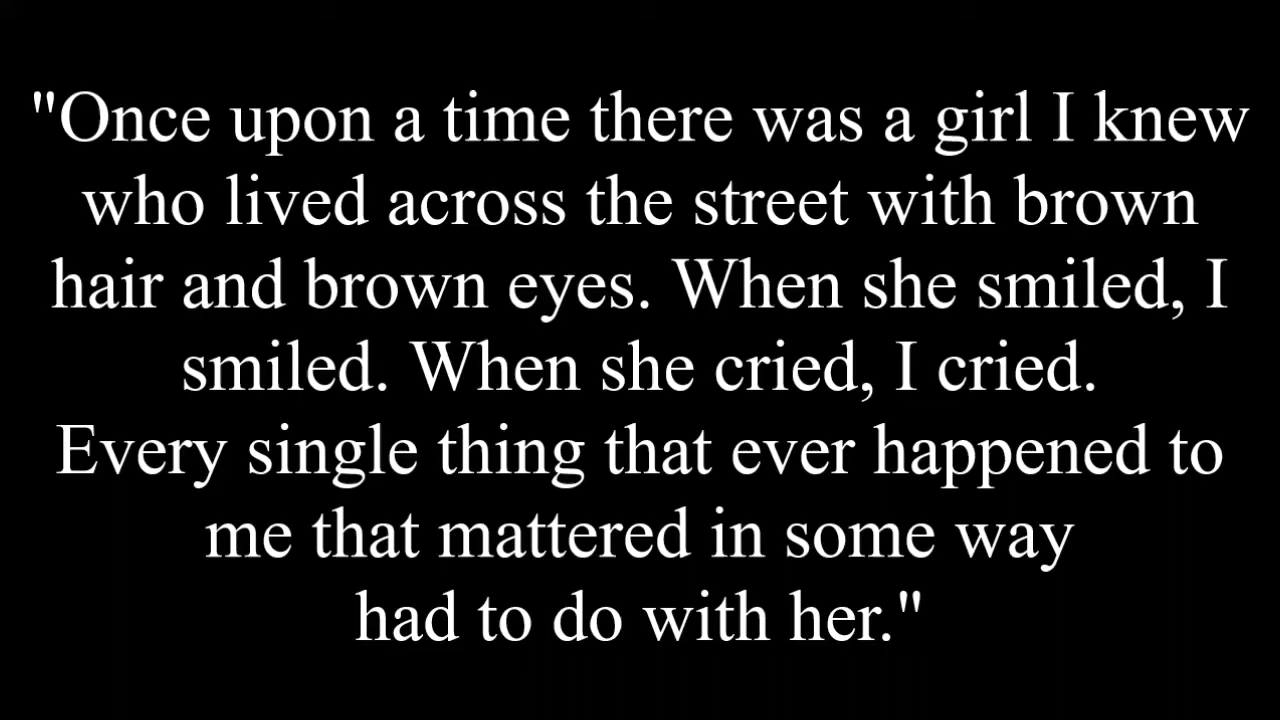 "Once upon a time there was a girl I knew
who lived across the street with brown
hair and brown eyes. When she smiled, I
smiled. When she cried, I cried.
Every single thing that ever happened to
me that mattered in some way
had to do with her."